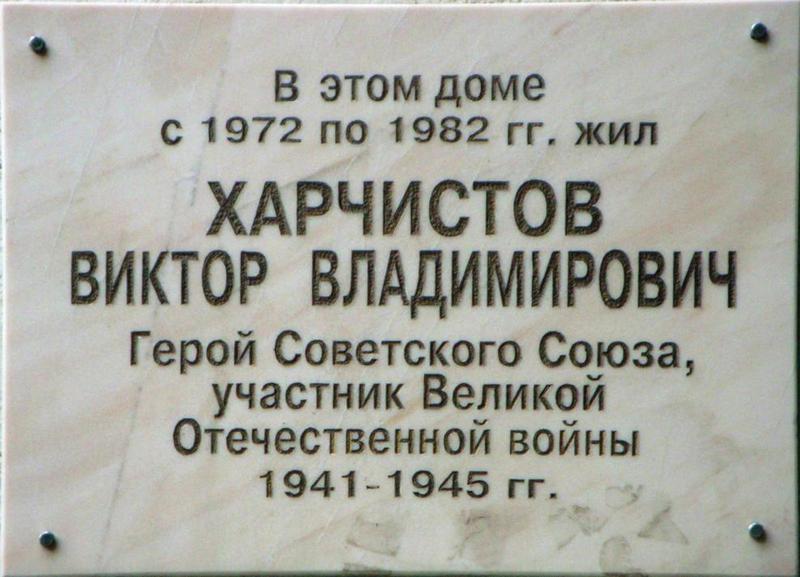 В этом доме
с 1972 по 1982 гг. жил
ХАРЧИСТОВ
ВИКТОР ВЛАДИМИРОВИЧ
Герой Советского Союза,
участник Великой
Отечественной войны
1941-1945 гг.